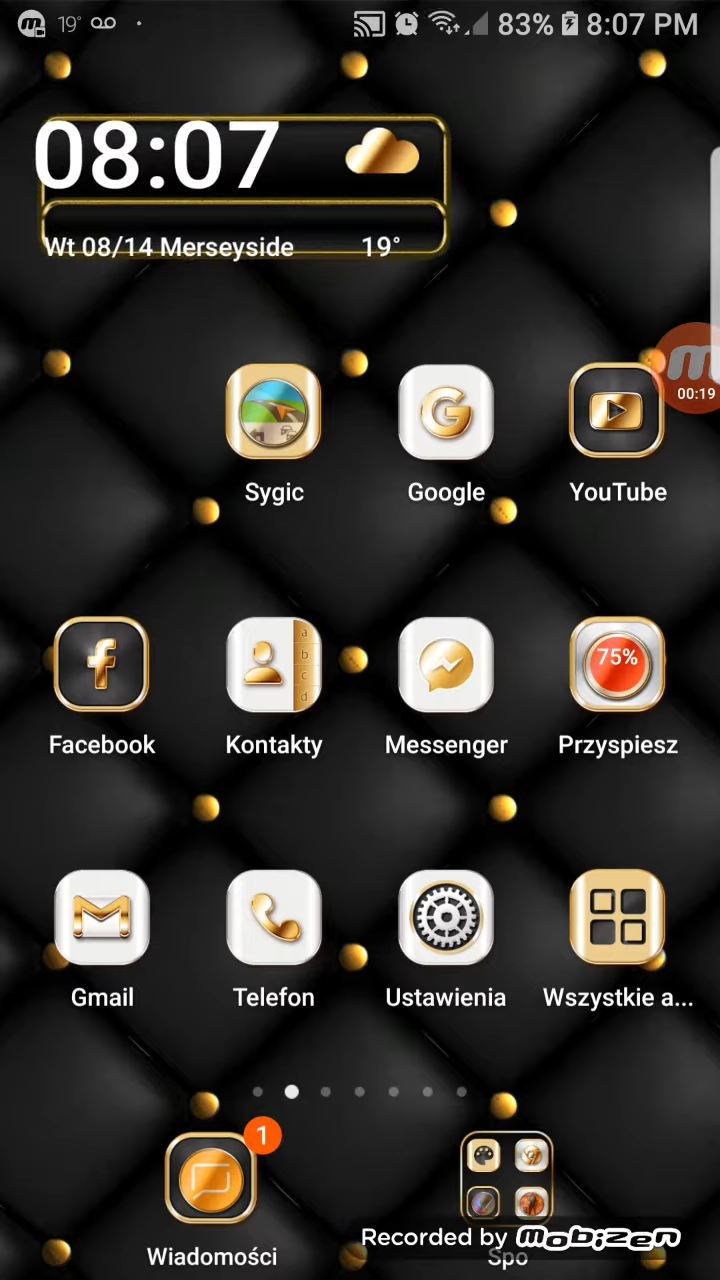 19° 83% 8:07 PM
08:07
Wt 08/14 Merseyside 19°
m
00:19
Sygic Google YouTube
a
b
c
d
75%
Facebook Kontakty Messenger Przyspiesz
Gmail Telefon Ustawienia Wszystkie a...
1
Recorded by mobizen
Wiadomości Spo